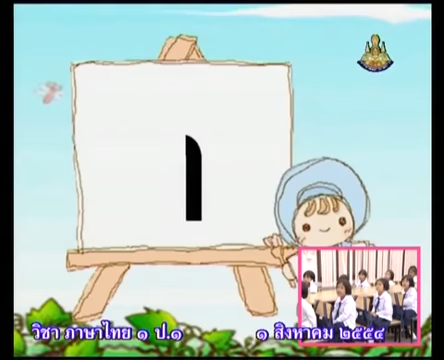 า
วิชา ภาษาไทย ๑ ป.๑
๑ สิงหาคม ๒๕๕๔